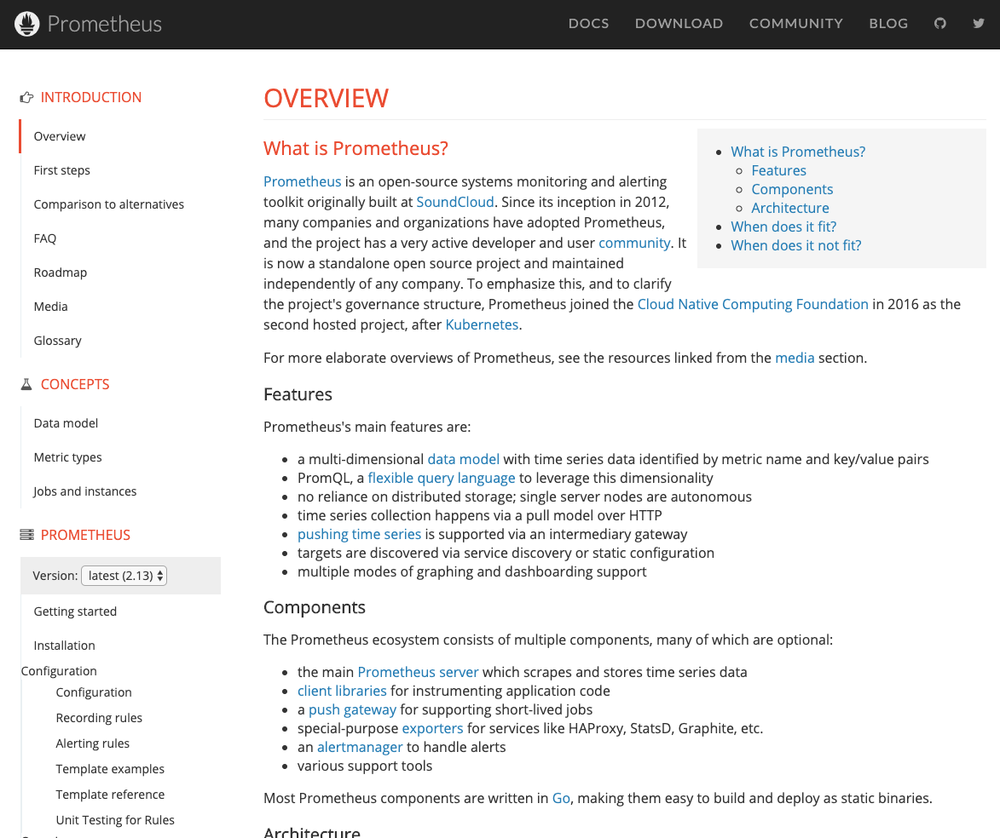 Prometheus
DOCS DOWNLOAD COMMUNITY BLOG
INTRODUCTION
Overview
First steps
Comparison to alternatives
FAQ
Roadmap
Media
Glossary
CONCEPTS
Data model
Metric types
Jobs and instances
PROMETHEUS
Version: latest (2.13)
Getting started
Installation
Configuration
Configuration
Recording rules
Alerting rules
Template examples
Template reference
Unit Testing for Rules
OVERVIEW
What is Prometheus?
Features
Components
Architecture
When does it fit?
When does it not fit?
What is Prometheus?
Prometheus is an open-source systems monitoring and alerting
toolkit originally built at SoundCloud. Since its inception in 2012,
many companies and organizations have adopted Prometheus,
and the project has a very active developer and user community. It
is now a standalone open source project and maintained
independently of any company. To emphasize this, and to clarify
the project's governance structure, Prometheus joined the Cloud Native Computing Foundation in 2016 as the
second hosted project, after Kubernetes.
For more elaborate overviews of Prometheus, see the resources linked from the media section.
Features
Prometheus's main features are:
a multi-dimensional data model with time series data identified by metric name and key/value pairs
PromQL, a flexible query language to leverage this dimensionality
no reliance on distributed storage; single server nodes are autonomous
time series collection happens via a pull model over HTTP
pushing time series is supported via an intermediary gateway
targets are discovered via service discovery or static configuration
multiple modes of graphing and dashboarding support
Components
The Prometheus ecosystem consists of multiple components, many of which are optional:
the main Prometheus server which scrapes and stores time series data
client libraries for instrumenting application code
a push gateway for supporting short-lived jobs
special-purpose exporters for services like HAProxy, StatsD, Graphite, etc.
an alertmanager to handle alerts
various support tools
Most Prometheus components are written in Go, making them easy to build and deploy as static binaries.
Architecture